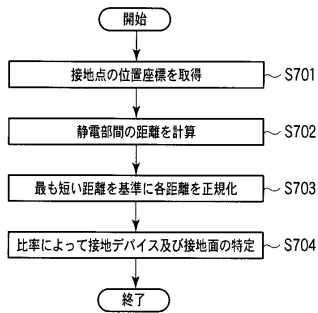 開始
接地点の位置座標を取得
S701
静電部間の距離を計算
S702
最も短い距離を基準に各距離を正規化
S703
比率によって接地デバイス及び接地面の特定
S704
終了